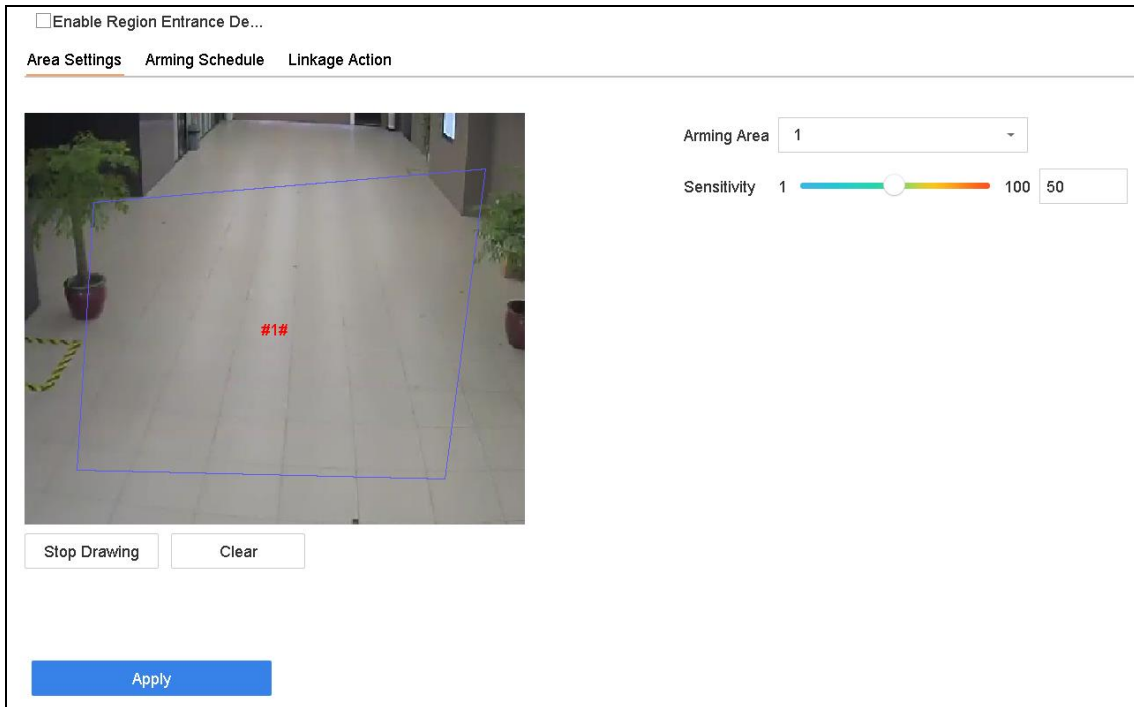 Enable Region Entrance De...
Area Settings Arming Schedule Linkage Action
Arming Area 1
Sensitivity 1 100 50
#1#
Stop Drawing Clear
Apply